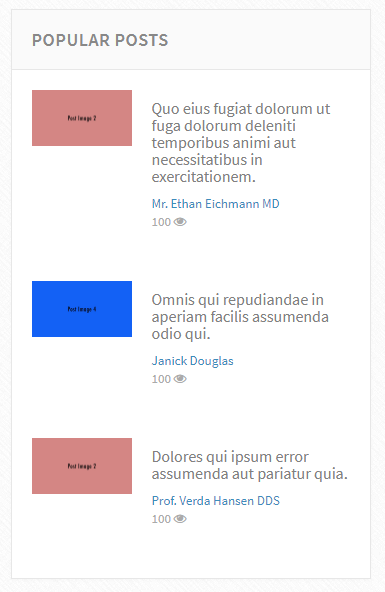 POPULAR POSTS
Post Image 2
Quo eius fugiat dolorum ut
fuga dolorum deleniti
temporibus animi aut
necessitatibus in
exercitationem.
Mr. Ethan Eichmann MD
100
Post Image 4
Omnis qui repudiandae in
aperiam facilis assumenda
odio qui.
Janick Douglas
100
Post Image 2
Dolores qui ipsum error
assumenda aut pariatur quia.
Prof. Verda Hansen DDS
100